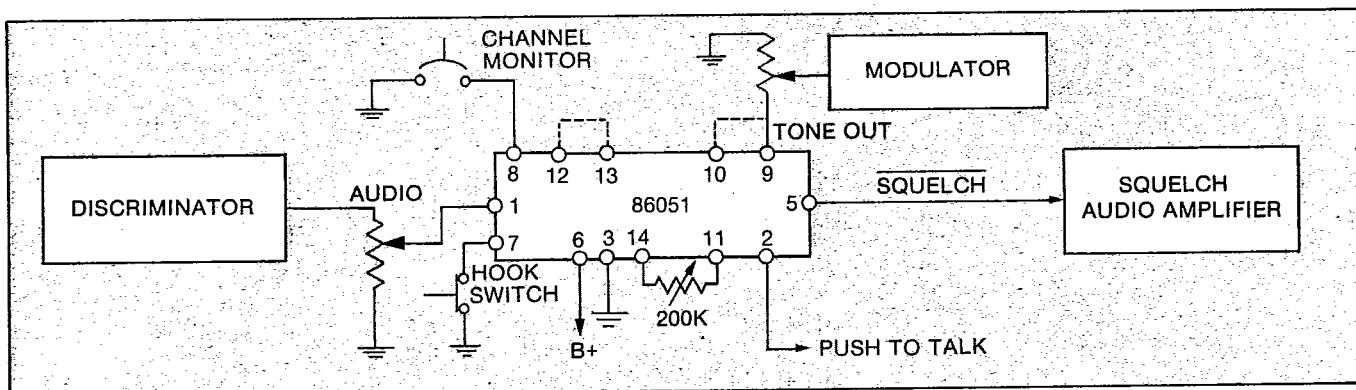 CHANNEL
MONITOR
MODULATOR
TONE OUT
8
12
13
10
9
DISCRIMINATOR
AUDIO
1
86051
5
SQUELCH
SQUELCH
AUDIO AMPLIFIER
7
6
3
14
11
2
HOOK
SWITCH
200K
B+
PUSH TO TALK